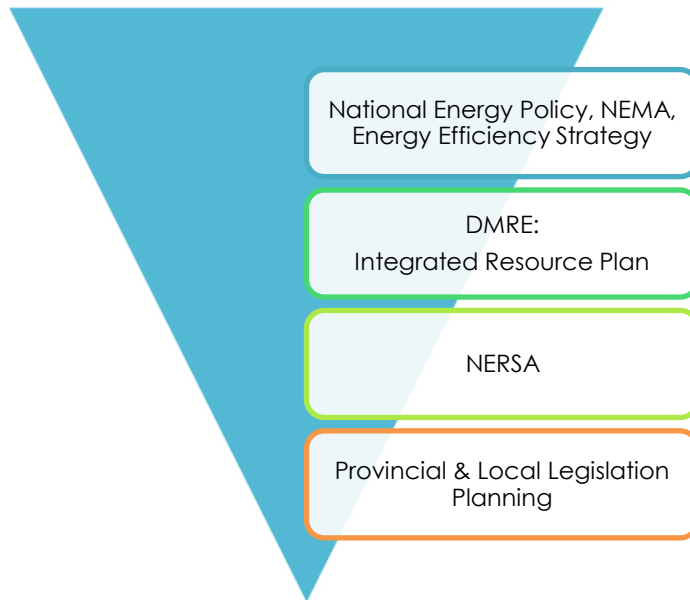 National Energy Policy, NEMA,
Energy Efficiency Strategy
DMRE:
Integrated Resource Plan
NERSA
Provincial & Local Legislation
Planning